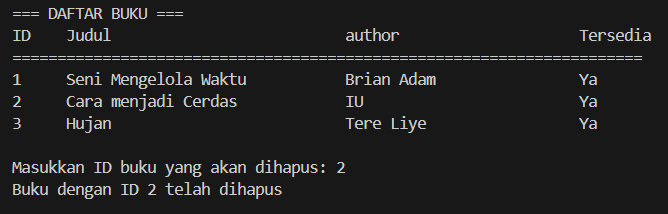 === DAFTAR BUKU ===
ID Judul author Tersedia
======================================================================
1 Seni Mengelola Waktu Brian Adam Ya
2 Cara menjadi Cerdas IU Ya
3 Hujan Tere Liye Ya
Masukkan ID buku yang akan dihapus: 2
Buku dengan ID 2 telah dihapus